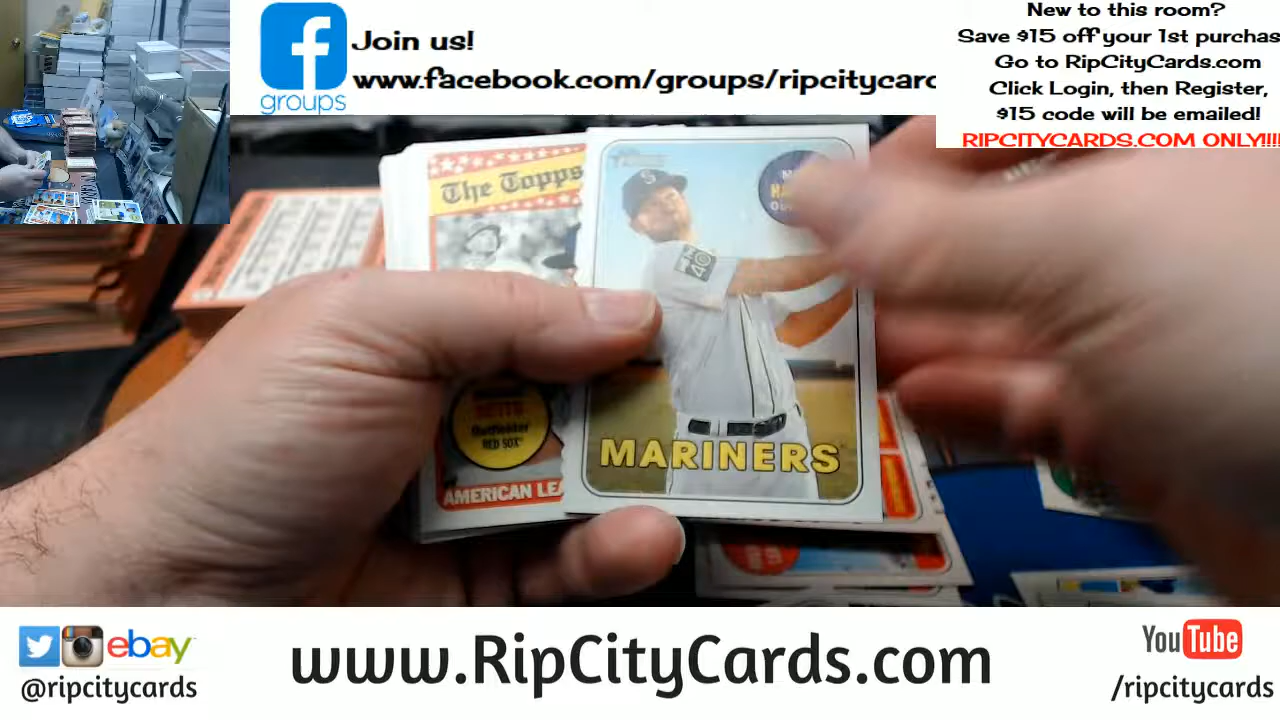 Join us!
www.facebook.com/groups/ripcitycarc
groups
New to this room?
Save $15 off your 1st purchas
Go to RipCityCards.com
Click Login, then Register,
$15 code will be emailed!
RIPCITYCARDS.COM ONLY!!!!
The Topps
BETTS
Outfielder
RED SOX
AMERICAN LEA
40
MARINERS
ebay
@ripcitycards
www.RipCityCards.com
YouTube
/ripcitycards